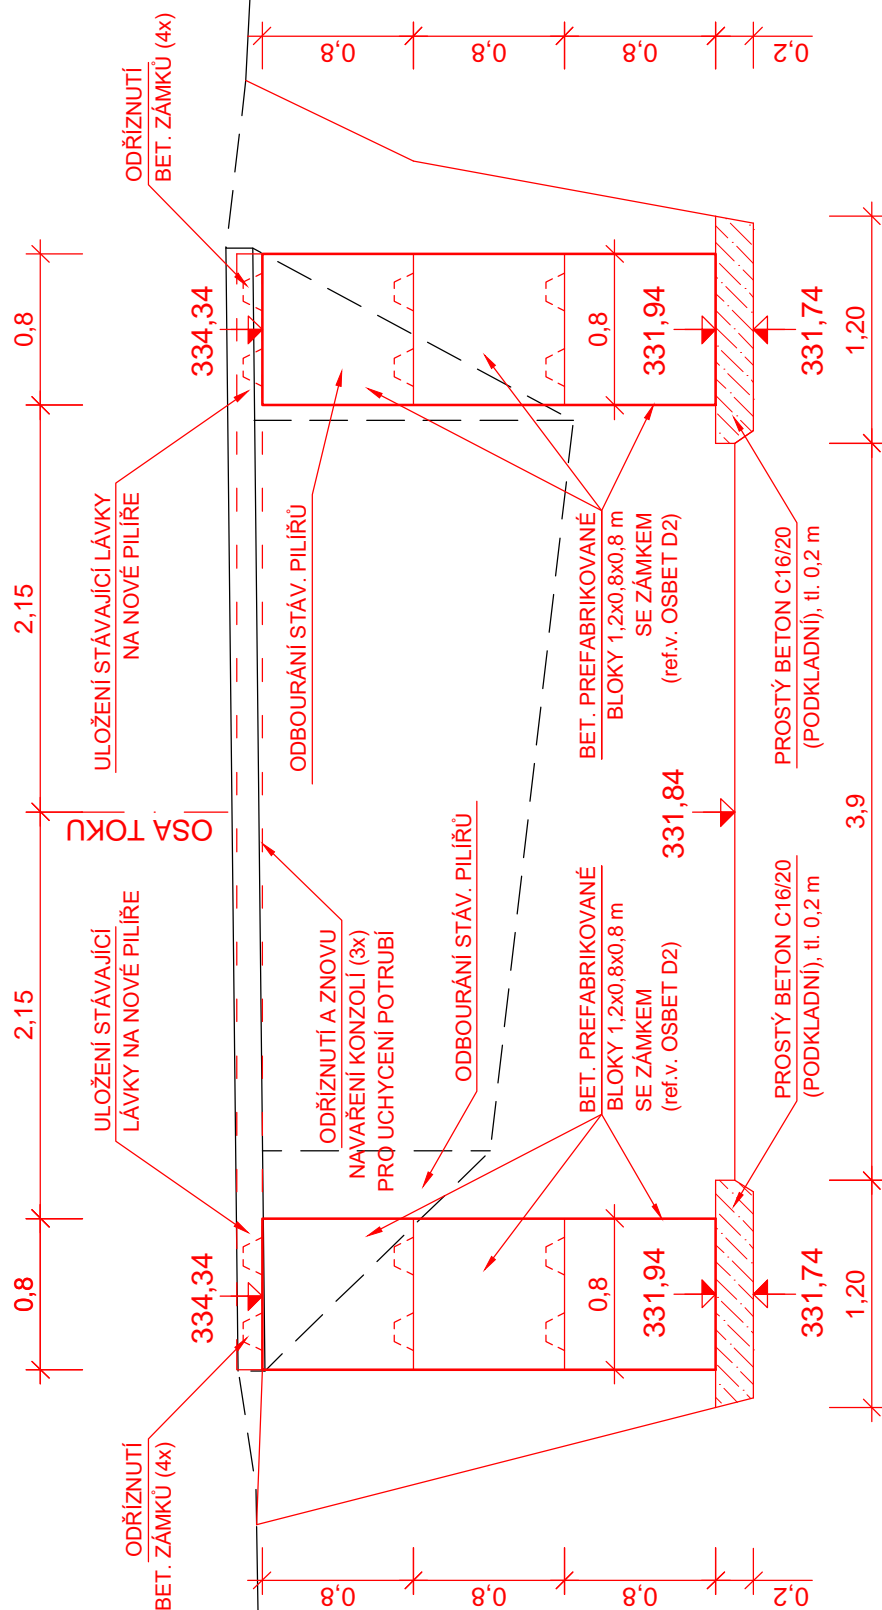 ODŘÍZNUTÍ
BET. ZÁMKŮ (4x)
0,8
2,15
2,15
0,8
ODŘÍZNUTÍ
BET. ZÁMKŮ (4x)
ULOŽENÍ STÁVAJÍCÍ
LÁVKY NA NOVÉ PILÍŘE
OSA TOKU
ULOŽENÍ STÁVAJÍCÍ LÁVKY
NA NOVÉ PILÍŘE
334,34
334,34
ODŘÍZNUTÍ A ZNOVU
NAVAŘENÍ KONZOLÍ (3x)
PRO UCHYCENÍ POTRUBÍ
ODBOURÁNÍ STÁV. PILÍŘŮ
ODBOURÁNÍ STÁV. PILÍŘŮ
0,8
0,8
0,8
0,2
0,8
0,8
0,8
0,2
BET. PREFABRIKOVANÉ
BLOKY 1,2x0,8x0,8 m
SE ZÁMKEM
(ref.v. OSBET D2)
BET. PREFABRIKOVANÉ
BLOKY 1,2x0,8x0,8 m
SE ZÁMKEM
(ref.v. OSBET D2)
0,8
0,8
331,94
331,84
331,94
331,74
PROSTÝ BETON C16/20
(PODKLADNÍ), tl. 0,2 m
PROSTÝ BETON C16/20
(PODKLADNÍ), tl. 0,2 m
331,74
1,20
3,9
1,20